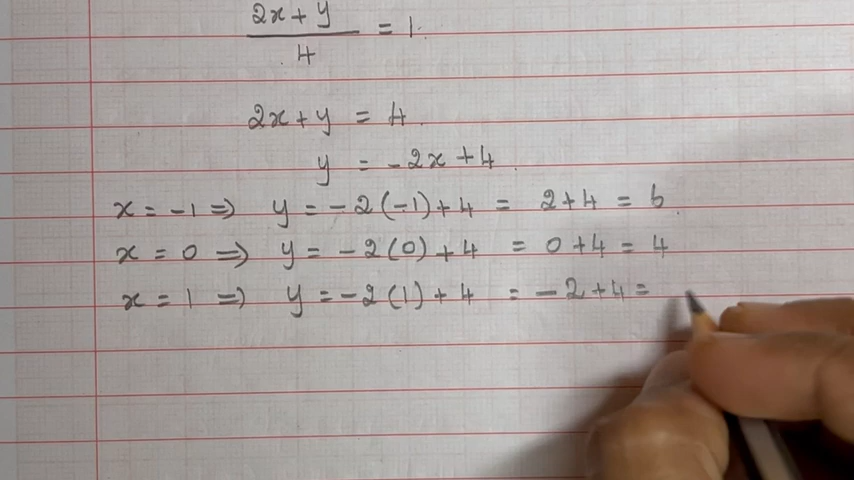 2x + y
4 = 1.
2x + y = 4.
y = -2x + 4.
x = -1 ⇒ y = -2(-1) + 4 = 2 + 4 = 6.
x = 0 ⇒ y = -2(0) + 4 = 0 + 4 = 4
x = 1 ⇒ y = -2(1) + 4 = -2 + 4 =